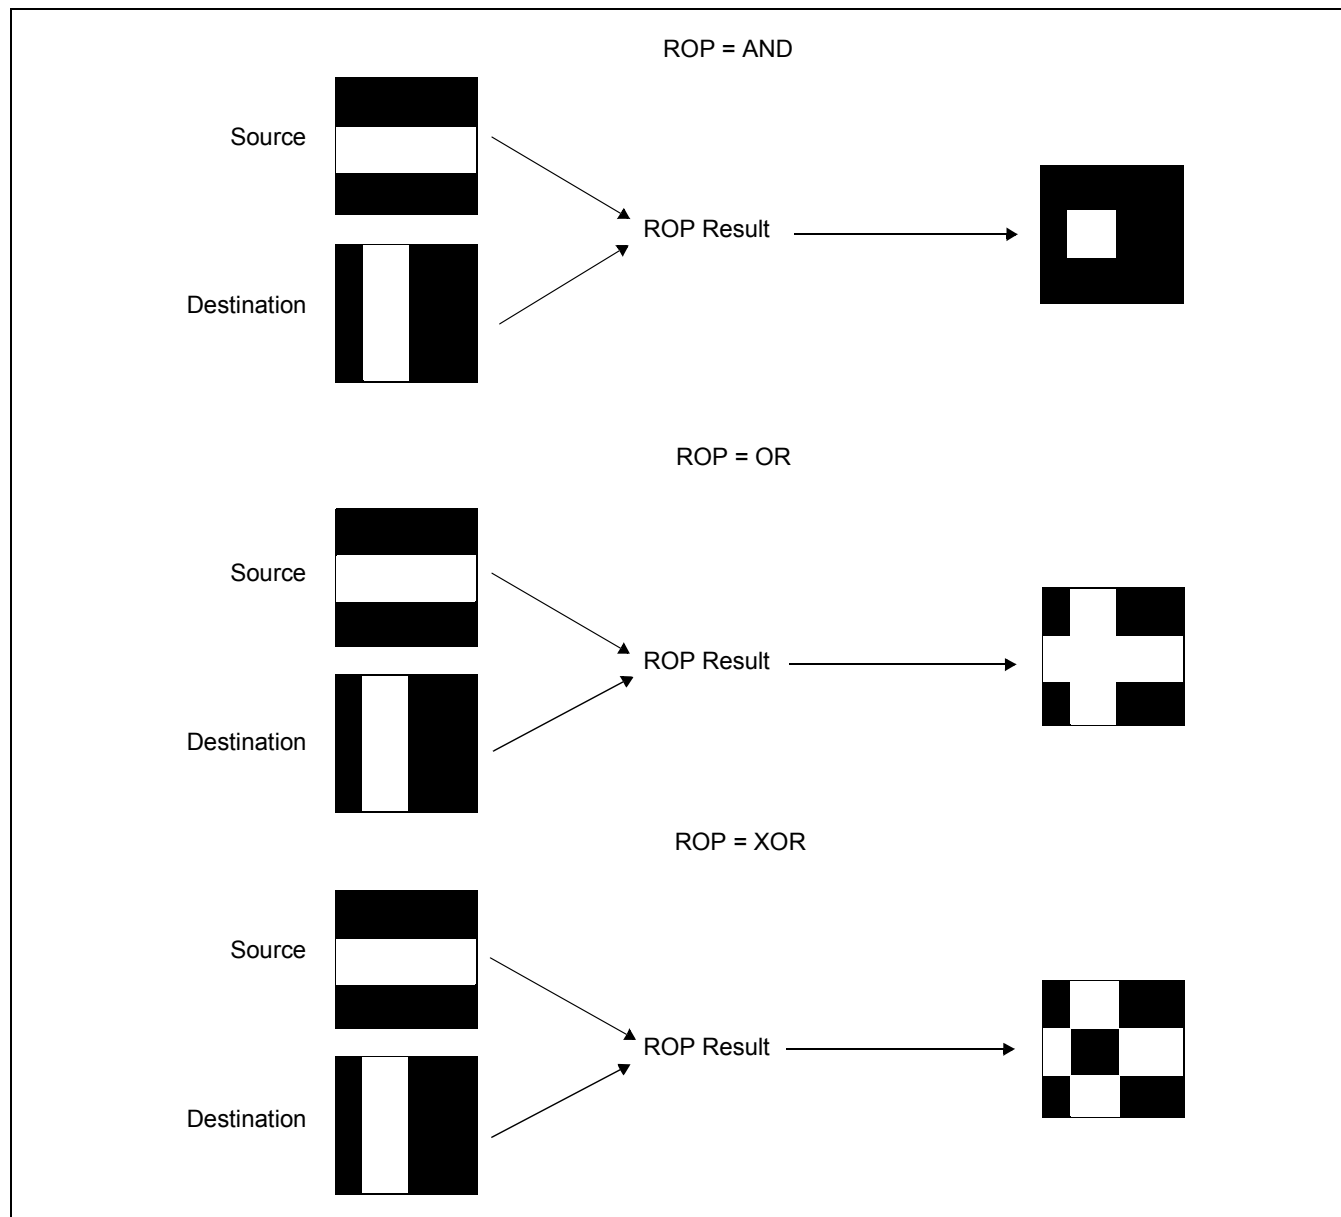 ROP = AND
Source
ROP Result
Destination
ROP = OR
Source
ROP Result
Destination
ROP = XOR
Source
ROP Result
Destination